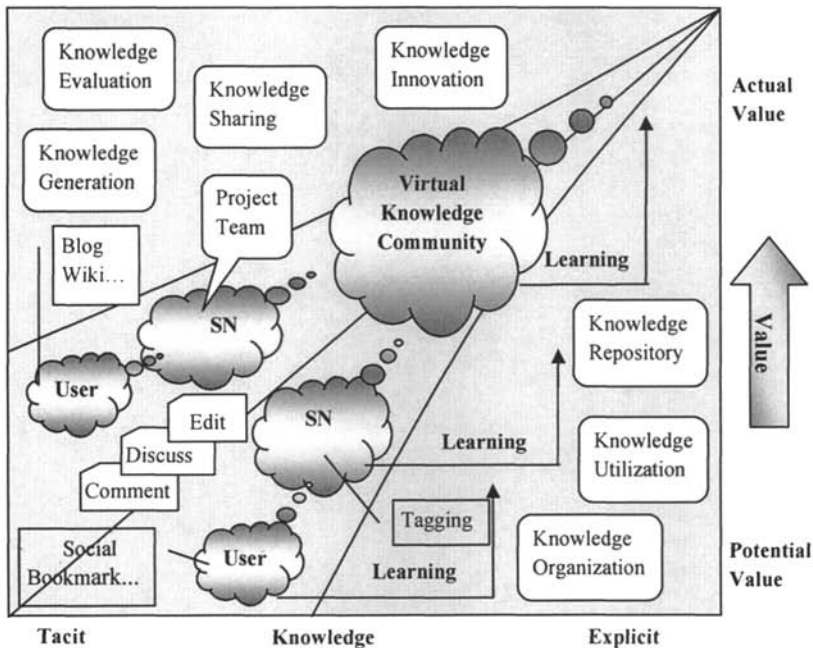 Knowledge
Evaluation
Knowledge
Sharing
Knowledge
Innovation
Actual
Value
Knowledge
Generation
Project
Team
Virtual
Knowledge
Community
Blog
Wiki...
Learning
SN
Value
Knowledge
Repository
User
Edit
SN
Discuss
Learning
Knowledge
Utilization
Comment
Tagging
Social
Bookmark...
User
Learning
Knowledge
Organization
Potential
Value
Tacit
Knowledge
Explicit